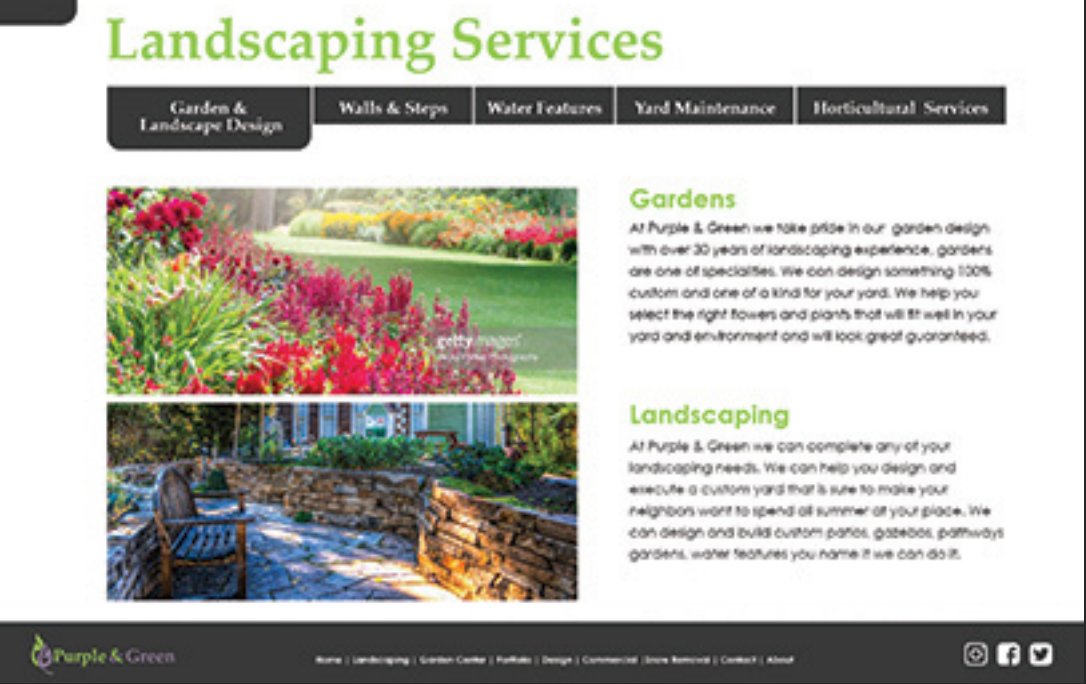 Landscaping Services
Garden &
Landscape Design
Walls & Steps
Water Features
Yard Maintenance
Horticultural Services
Gardens
At Purple & Green we take pride in our garden design
with over 30 years of landscaping experience, gardens
are one of specialities. We can design something 100%
custom and one of a kind for your yard. We help you
select the right flowers and plants that will fit well in your
yard and environment and will look great guaranteed.
gettyimages
Landscaping
At Purple & Green we can complete any of your
landscaping needs. We can help you design and
execute a custom yard that is sure to make your
neighbors want to spend all summer at your place. We
can design and build custom patios, gazebos, pathways
gardens, water features you name it we can do it.
Purple & Green
Home | Landscaping | Garden Center | Portfolio | Design | Commercial | Snow Removal | Contact | About